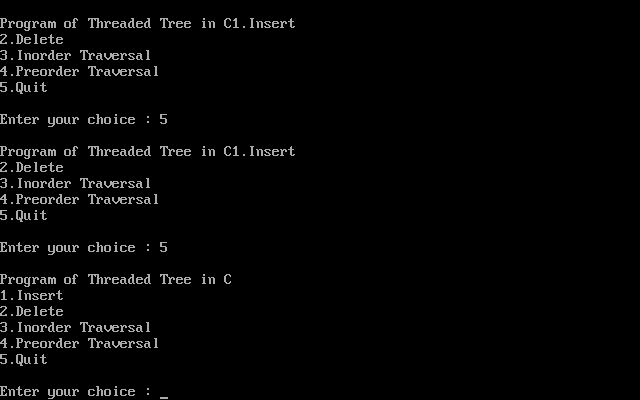 Program of Threaded Tree in C1.Insert
2.Delete
3.Inorder Traversal
4.Preorder Traversal
5.Quit
Enter your choice : 5
Program of Threaded Tree in C1.Insert
2.Delete
3.Inorder Traversal
4.Preorder Traversal
5.Quit
Enter your choice : 5
Program of Threaded Tree in C
1.Insert
2.Delete
3.Inorder Traversal
4.Preorder Traversal
5.Quit
Enter your choice : _